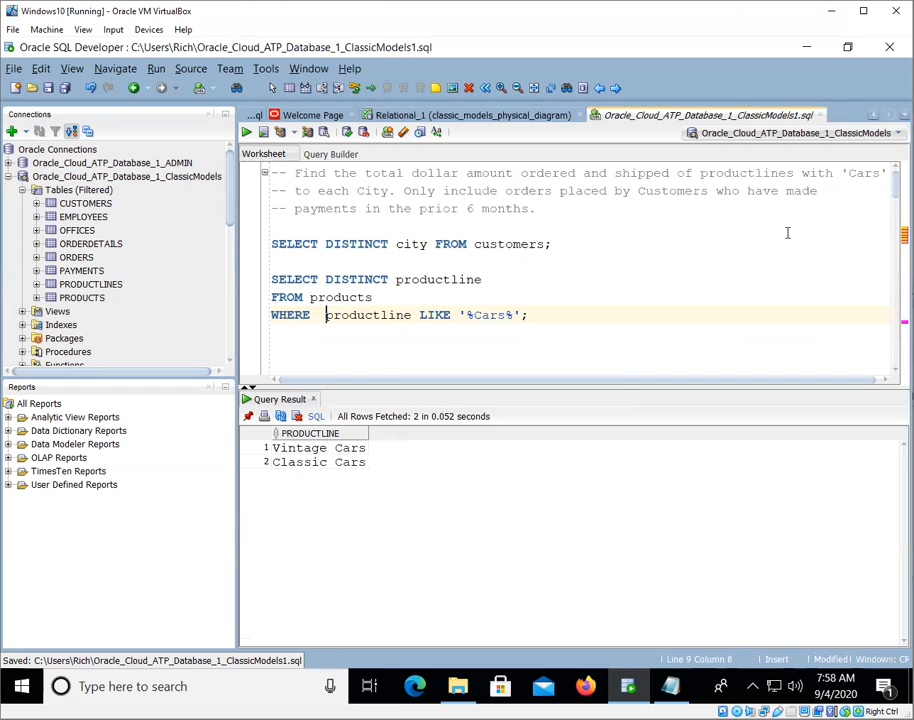 Windows10 [Running] - Oracle VM VirtualBox
File Machine View Input Devices Help
Oracle SQL Developer : C:\Users\Rich\Oracle_Cloud_ATP_Database_1_ClassicModels1.sql
File Edit View Navigate Run Source Team Tools Window Help
Connections
Oracle Connections
Oracle_Cloud_ATP_Database_1_ADMIN
Oracle_Cloud_ATP_Database_1_ClassicModels
Tables (Filtered)
CUSTOMERS
EMPLOYEES
OFFICES
ORDERDETAILS
ORDERS
PAYMENTS
PRODUCTLINES
PRODUCTS
Views
Indexes
Packages
Procedures
Functions
Reports
All Reports
Analytic View Reports
Data Dictionary Reports
Data Modeler Reports
OLAP Reports
TimesTen Reports
User Defined Reports
...ql Welcome Page Relational_1 (classic_models_physical_diagram) Oracle_Cloud_ATP_Database_1_ClassicModels1.sql
Oracle_Cloud_ATP_Database_1_ClassicModels
Worksheet Query Builder
-- Find the total dollar amount ordered and shipped of productlines with 'Cars'
-- to each City. Only include orders placed by Customers who have made
-- payments in the prior 6 months.
SELECT DISTINCT city FROM customers;
SELECT DISTINCT productline
FROM products
WHERE productline LIKE '%Cars%';
Query Result
SQL All Rows Fetched: 2 in 0.052 seconds
PRODUCTLINE
1 Vintage Cars
2 Classic Cars
Saved: C:\Users\Rich\Oracle_Cloud_ATP_Database_1_ClassicModels1.sql
Line 9 Column 8 Insert Modified Windows: CR
Type here to search
7:58 AM
9/4/2020
1
Right Ctrl